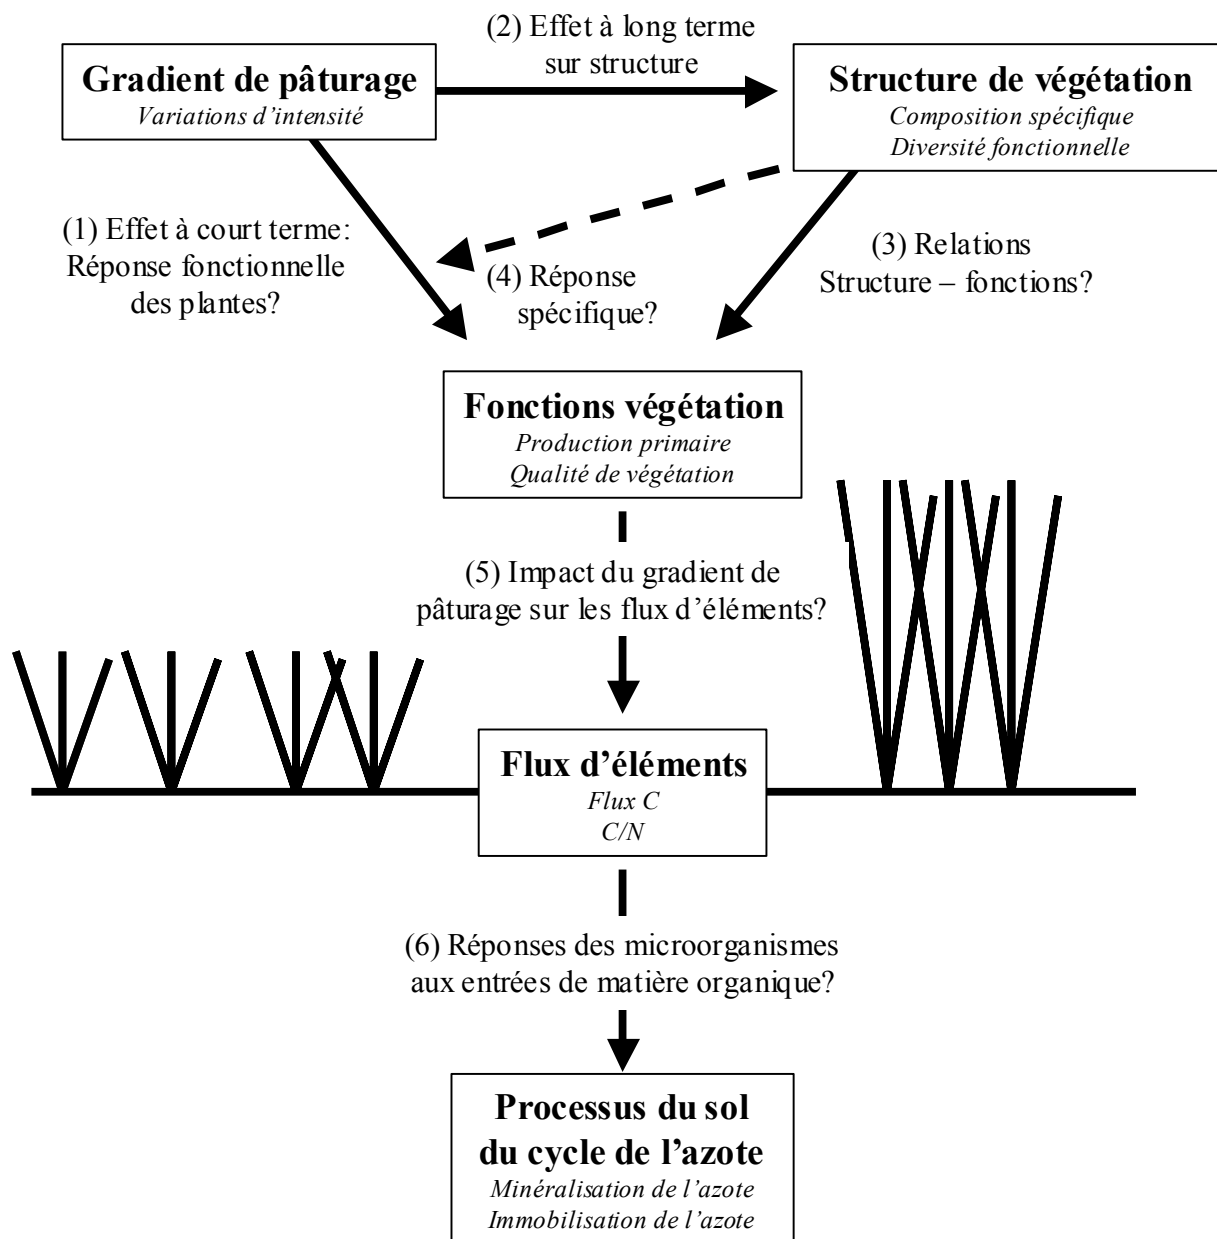 (2) Effet à long terme
sur structure
Gradient de pâturage
Variations d’intensité
Structure de végétation
Composition spécifique
Diversité fonctionnelle
(1) Effet à court terme:
Réponse fonctionnelle
des plantes?
(4) Réponse
spécifique?
(3) Relations
Structure – fonctions?
Fonctions végétation
Production primaire
Qualité de végétation
(5) Impact du gradient de
pâturage sur les flux d’éléments?
Flux d’éléments
Flux C
C/N
(6) Réponses des microorganismes
aux entrées de matière organique?
Processus du sol
du cycle de l’azote
Minéralisation de l’azote
Immobilisation de l’azote